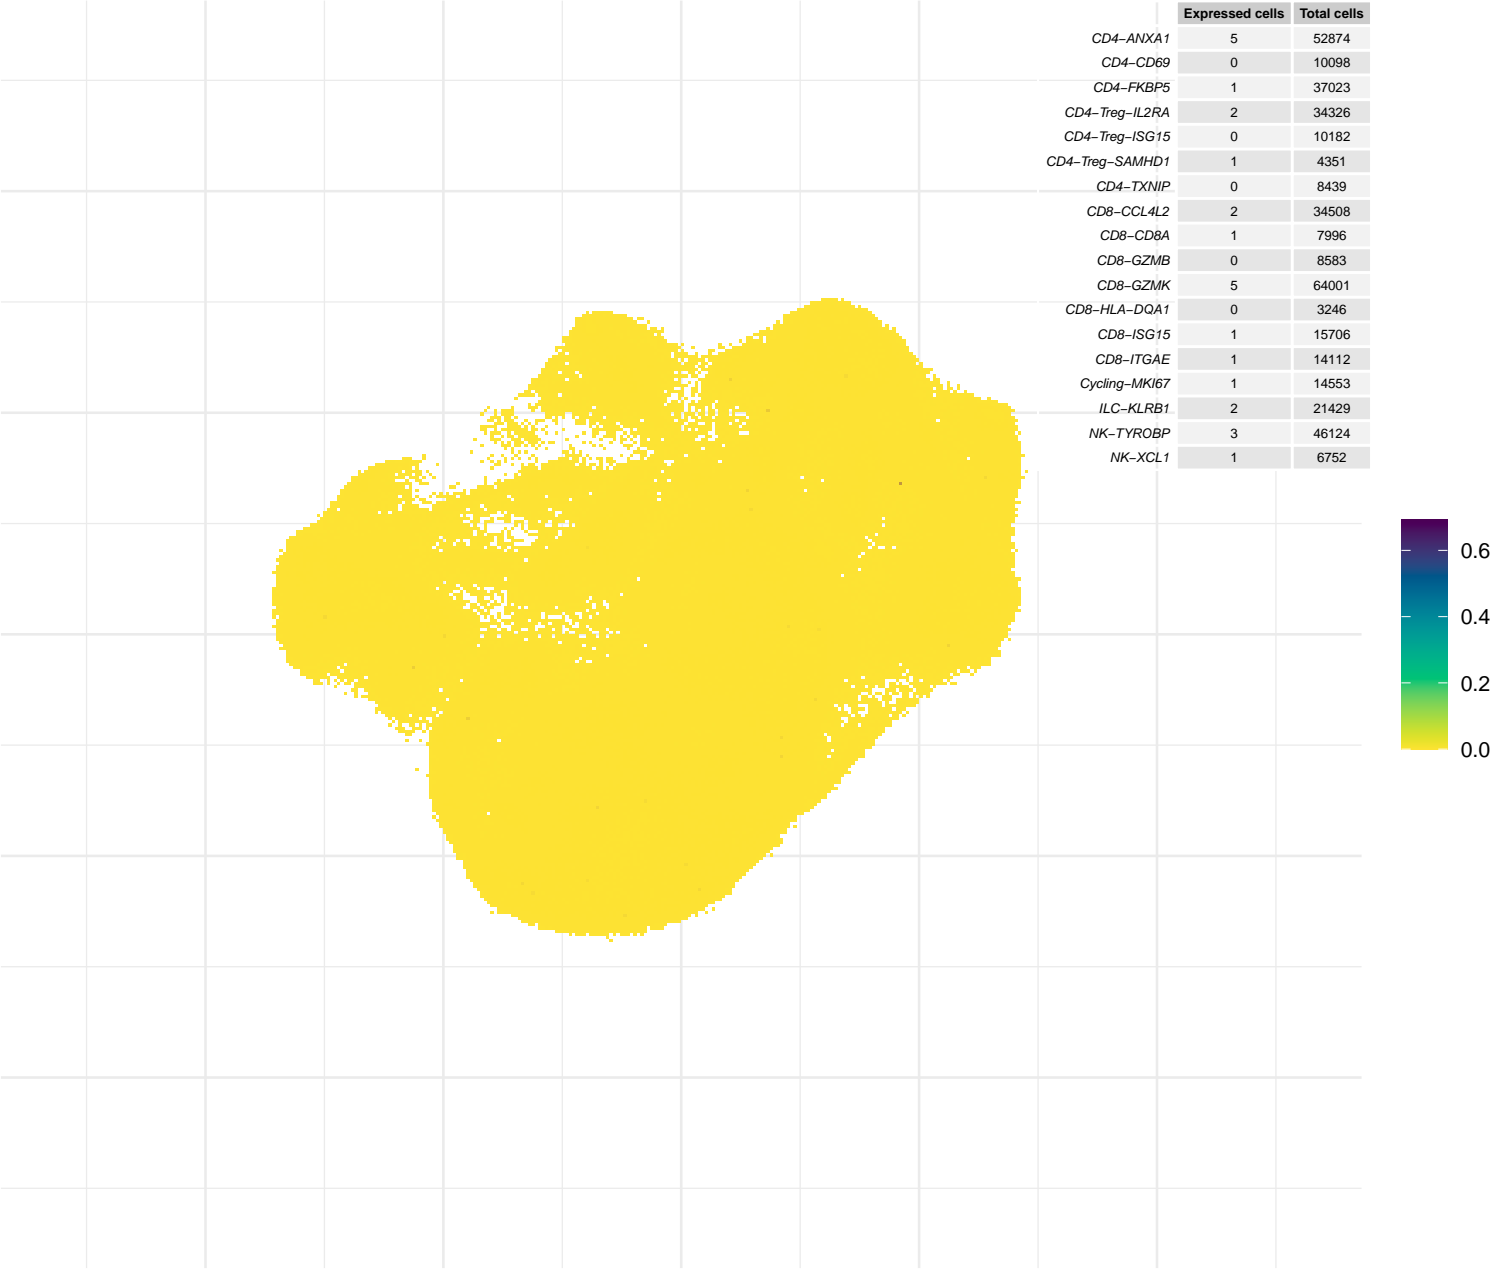 Expressed cells Total cells
CD4−ANXA1 5 52874
CD4−CD69 0 10098
CD4−FKBP5 1 37023
CD4−Treg−IL2RA 2 34326
CD4−Treg−ISG15 0 10182
CD4−Treg−SAMHD1 1 4351
CD4−TXNIP 0 8439
CD8−CCL4L2 2 34508
CD8−CD8A 1 7996
CD8−GZMB 0 8583
CD8−GZMK 5 64001
CD8−HLA−DQA1 0 3246
CD8−ISG15 1 15706
CD8−ITGAE 1 14112
Cycling−MKI67 1 14553
ILC−KLRB1 2 21429
NK−TYROBP 3 46124
NK−XCL1 1 6752
0.6
0.4
0.2
0.0